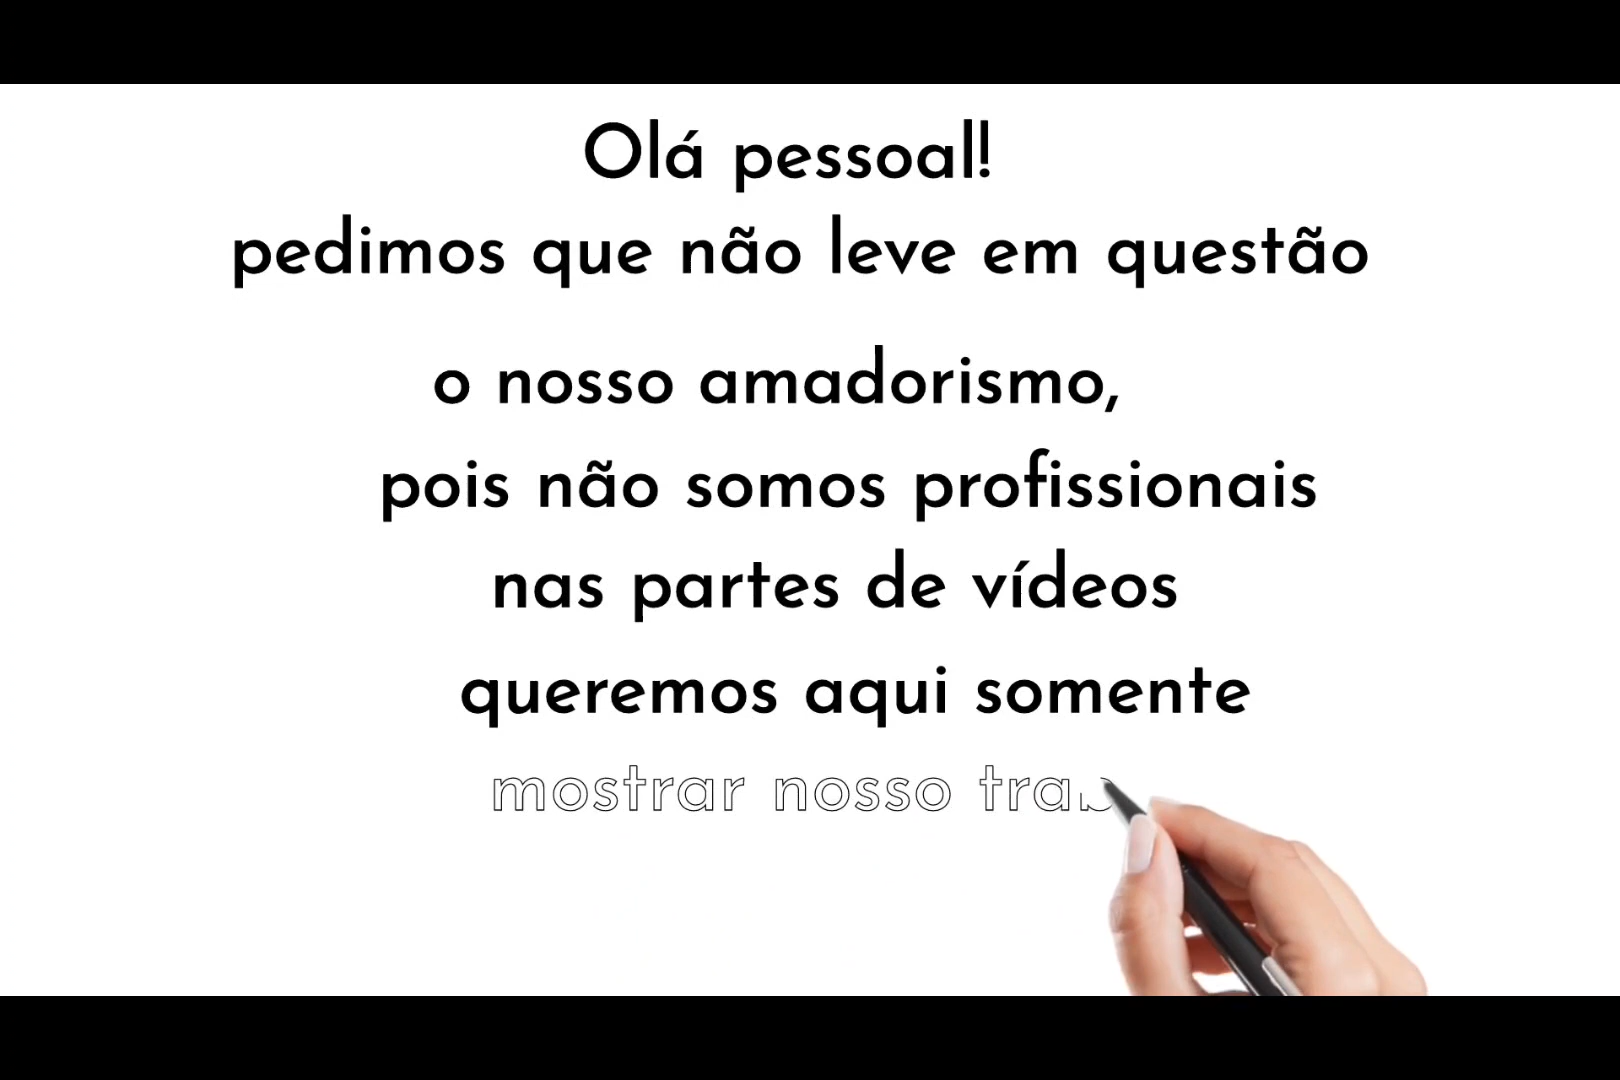 Olá pessoal!
pedimos que não leve em questão
o nosso amadorismo,
pois não somos profissionais
nas partes de vídeos
queremos aqui somente
mostrar nosso trab